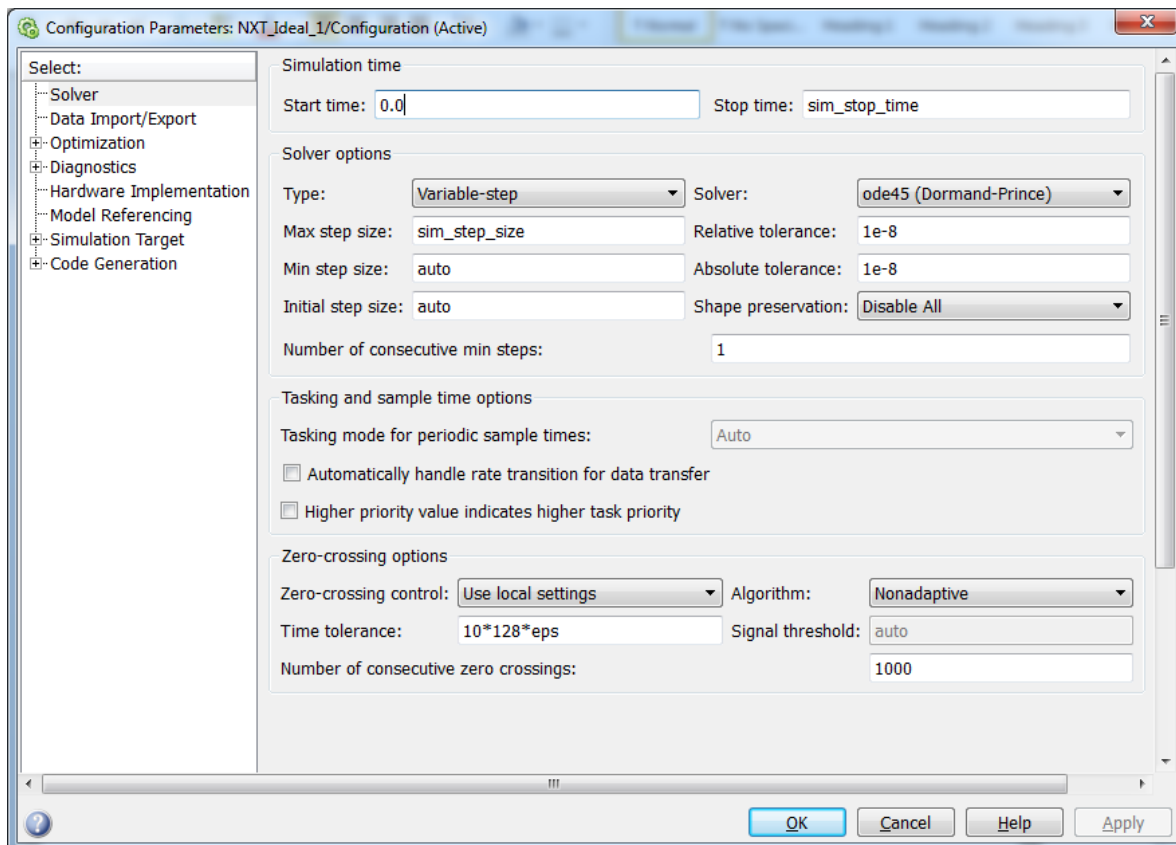 Configuration Parameters: NXT_Ideal_1/Configuration (Active)
Select:
Solver
Data Import/Export
Optimization
Diagnostics
Hardware Implementation
Model Referencing
Simulation Target
Code Generation
Simulation time
Start time: 0.0 Stop time: sim_stop_time
Solver options
Type: Variable-step Solver: ode45 (Dormand-Prince)
Max step size: sim_step_size Relative tolerance: 1e-8
Min step size: auto Absolute tolerance: 1e-8
Initial step size: auto Shape preservation: Disable All
Number of consecutive min steps: 1
Tasking and sample time options
Tasking mode for periodic sample times: Auto
Automatically handle rate transition for data transfer
Higher priority value indicates higher task priority
Zero-crossing options
Zero-crossing control: Use local settings Algorithm: Nonadaptive
Time tolerance: 10*128*eps Signal threshold: auto
Number of consecutive zero crossings: 1000
OK Cancel Help Apply